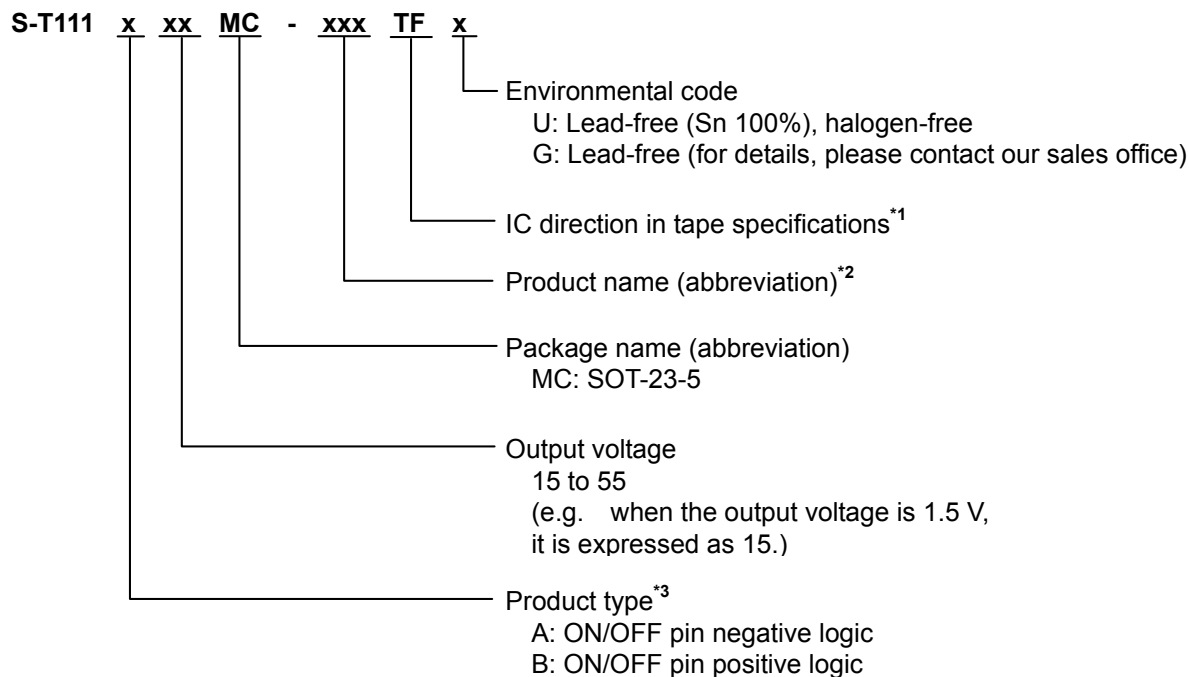 S-T111 x xx MC - xxx TF x
Environmental code
U: Lead-free (Sn 100%), halogen-free
G: Lead-free (for details, please contact our sales office)
IC direction in tape specifications*1
Product name (abbreviation)*2
Package name (abbreviation)
MC: SOT-23-5
Output voltage
15 to 55
(e.g. when the output voltage is 1.5 V,
it is expressed as 15.)
Product type*3
A: ON/OFF pin negative logic
B: ON/OFF pin positive logic